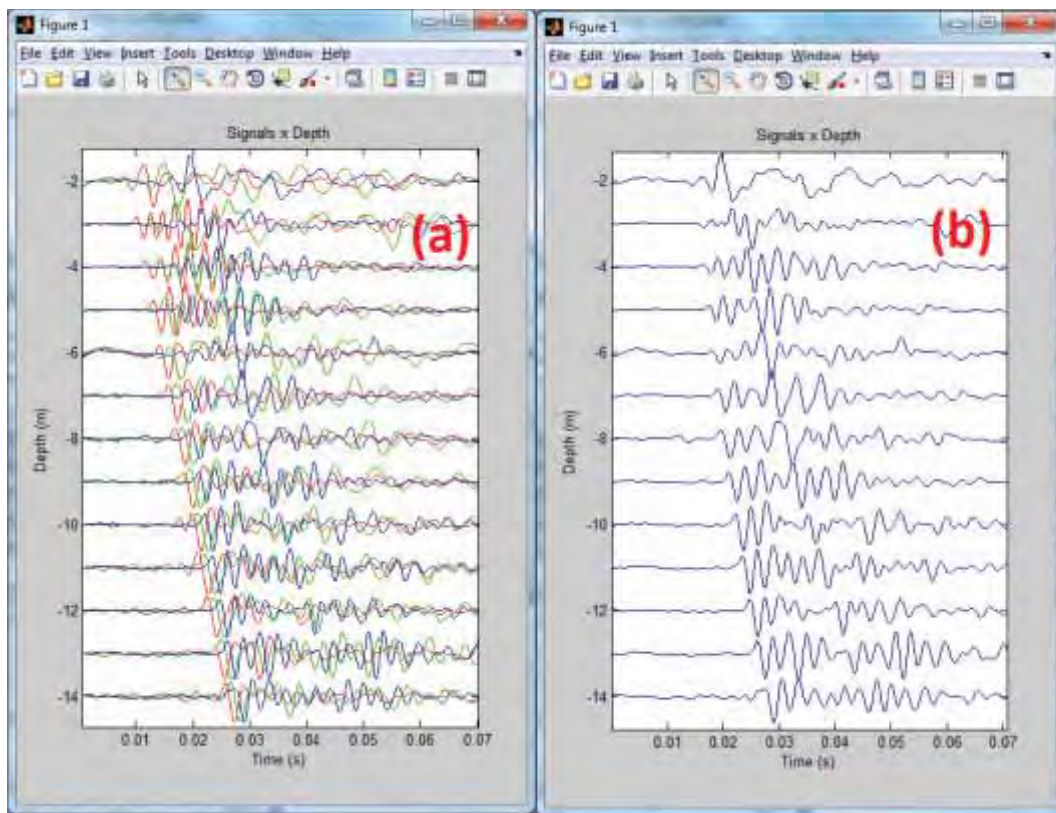 Figure 1
File Edit View Insert Tools Desktop Window Help
Signals x Depth
(a)
-2
-4
-6
-8
-10
-12
-14
Depth (m)
0.01 0.02 0.03 0.04 0.05 0.06 0.07
Time (s)
Figure 1
File Edit View Insert Tools Desktop Window Help
Signals x Depth
(b)
-2
-4
-6
-8
-10
-12
-14
Depth (m)
0.01 0.02 0.03 0.04 0.05 0.06 0.07
Time (s)